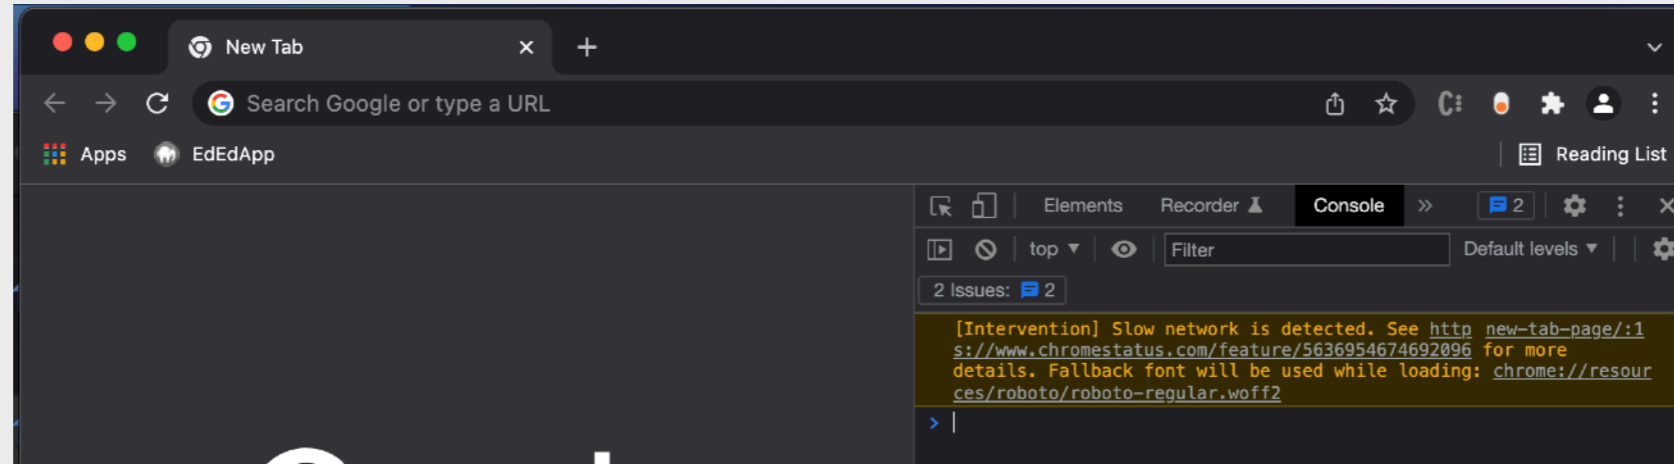 New Tab
Search Google or type a URL
Apps EdEdApp Reading List
Elements Recorder Console » 2
top Filter Default levels
2 Issues: 2
[Intervention] Slow network is detected. See http new-tab-page/:1
s://www.chromestatus.com/feature/5636954674692096 for more
details. Fallback font will be used while loading: chrome://resour
ces/roboto/roboto-regular.woff2
>